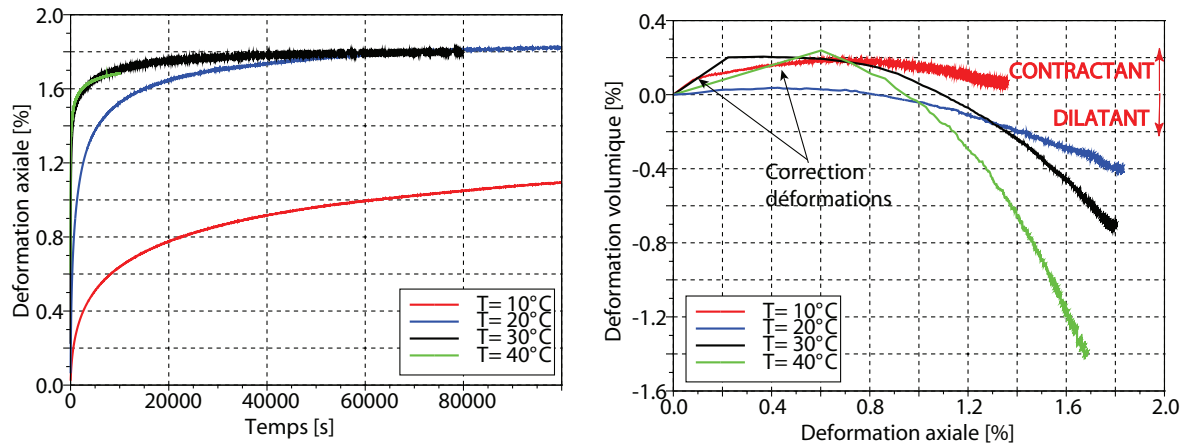 2.0
1.6
1.2
0.8
0.4
0.0
Deformation axiale [%]
0
20000
40000
60000
80000
Temps [s]
T= 10°C
T= 20°C
T= 30°C
T= 40°C
0.4
0.0
-0.4
-0.8
-1.2
-1.6
Deformation volumique [%]
0.0
0.4
0.8
1.2
1.6
2.0
Deformation axiale [%]
CONTRACTANT
DILATANT
Correction
déformations
T= 10°C
T= 20°C
T= 30°C
T= 40°C